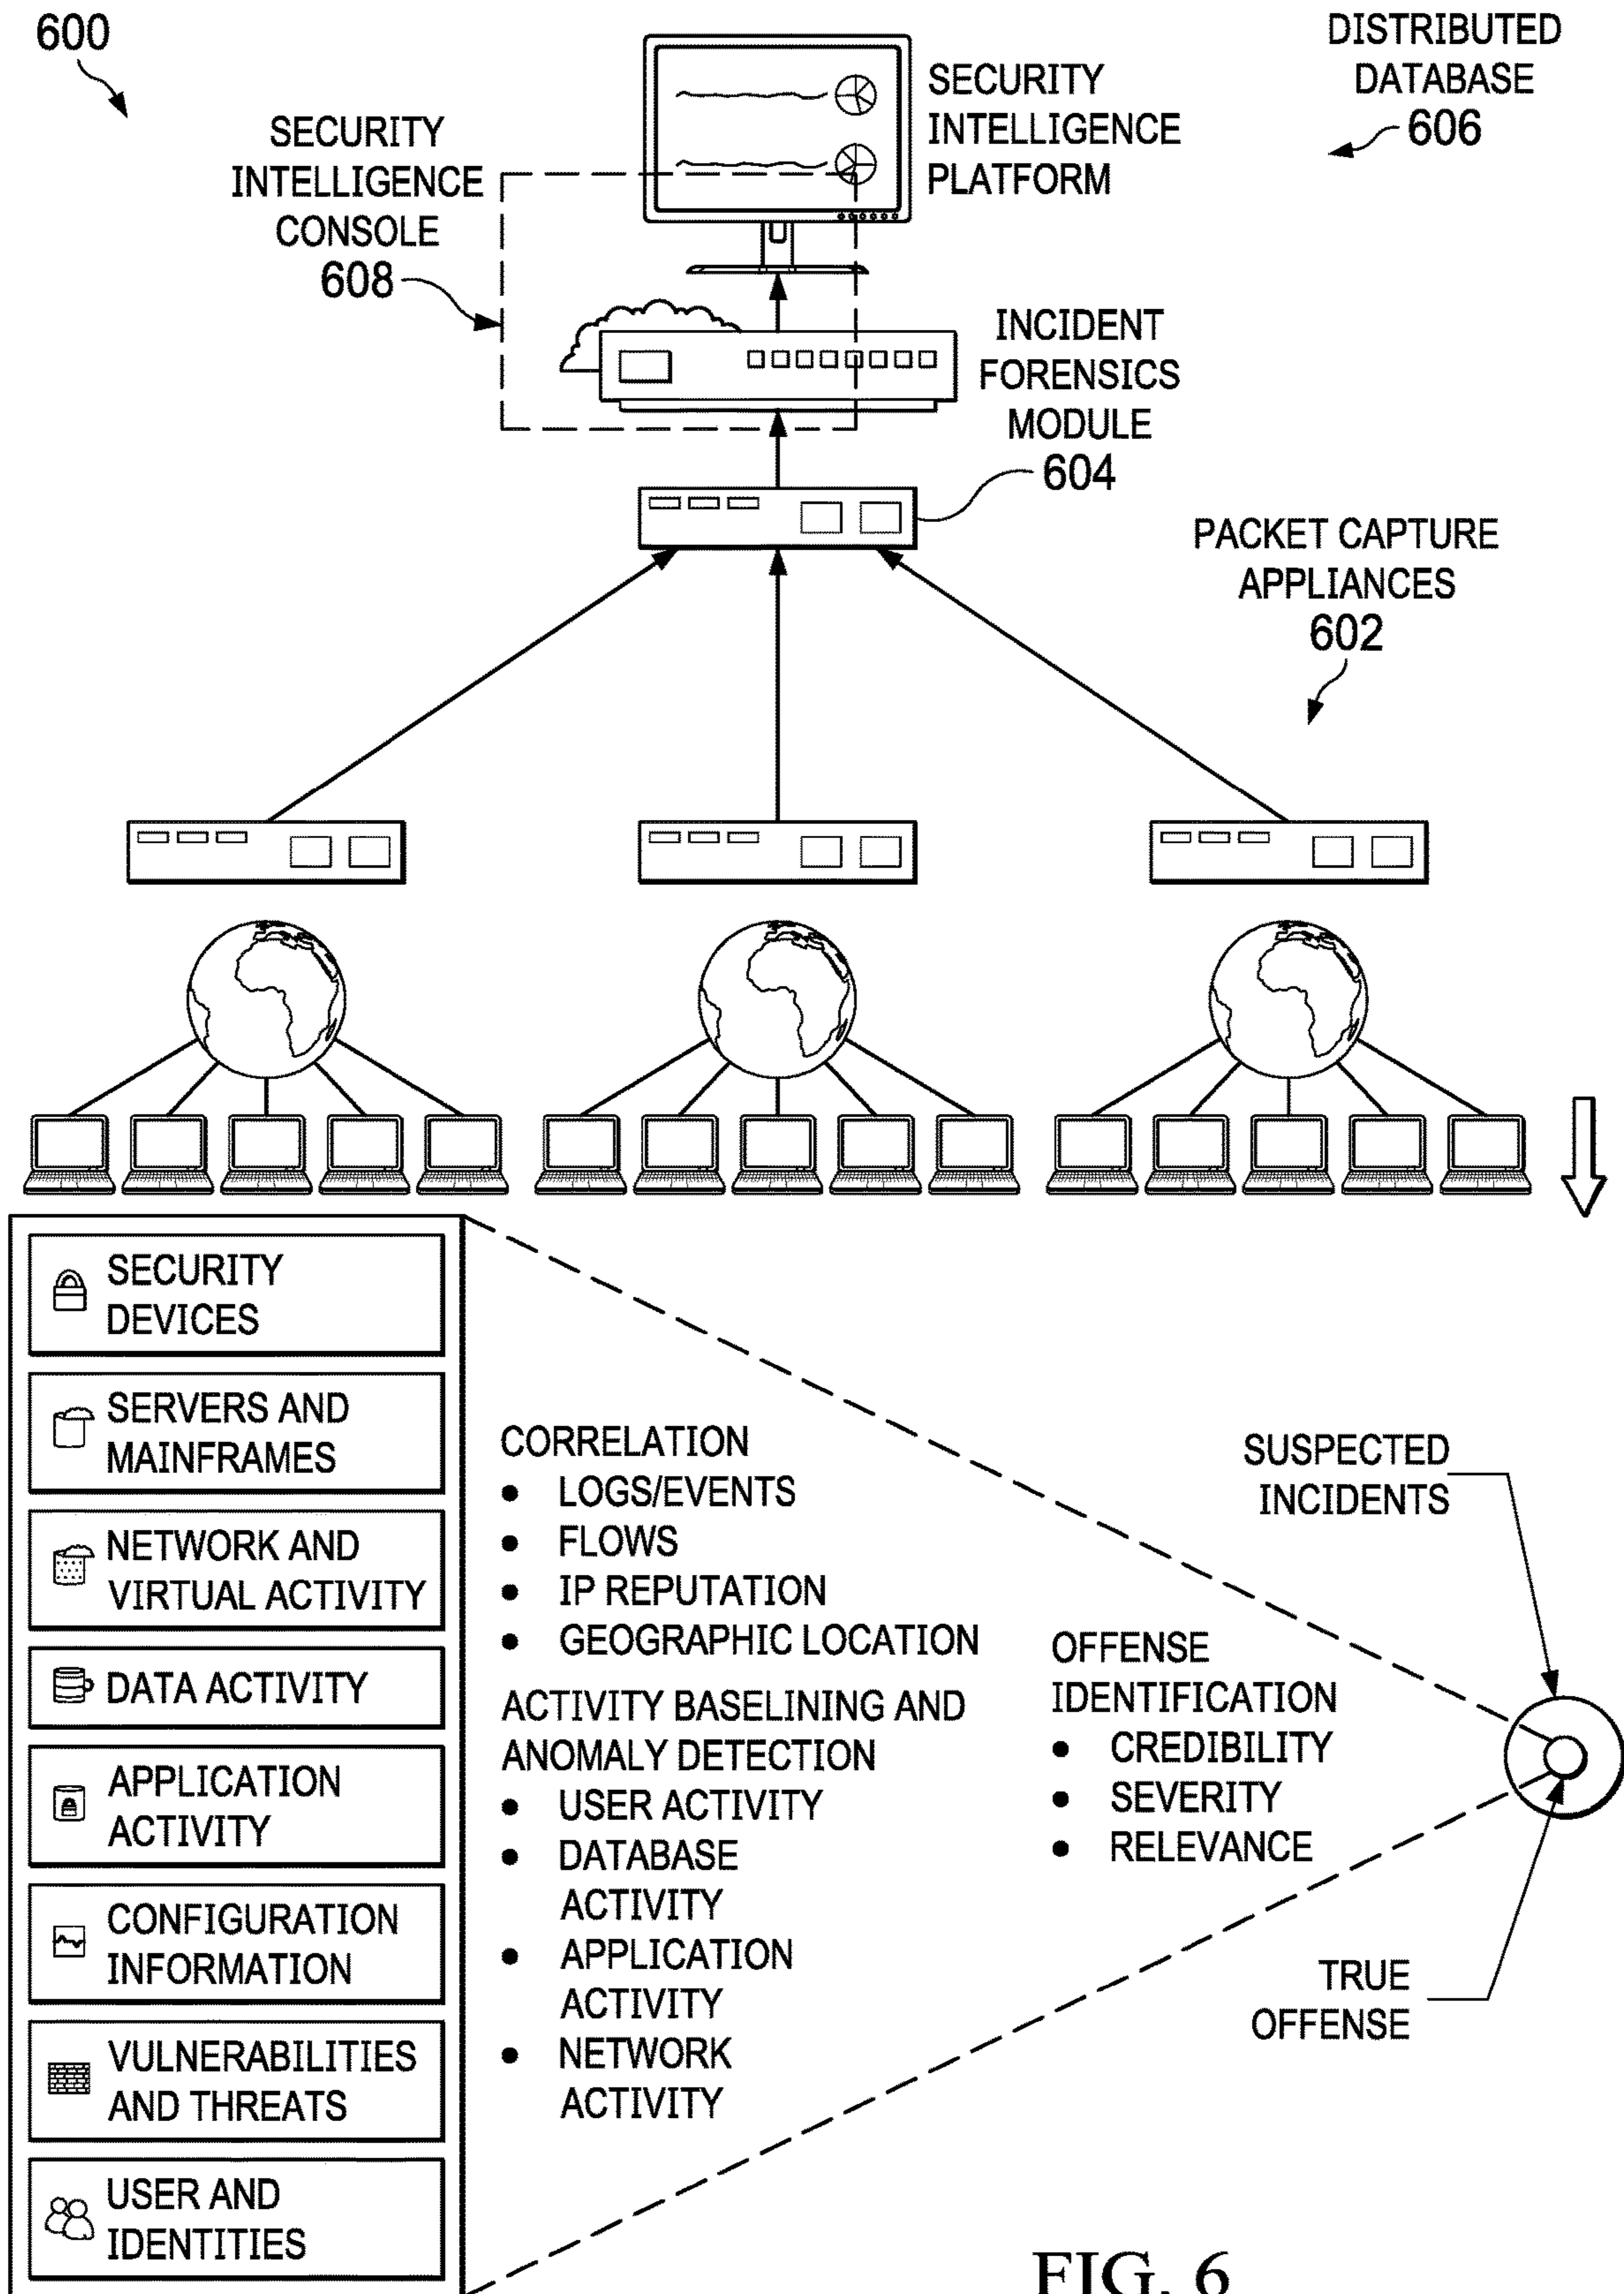 600
DISTRIBUTED
DATABASE
606
SECURITY
INTELLIGENCE
PLATFORM
SECURITY
INTELLIGENCE
CONSOLE
608
INCIDENT
FORENSICS
MODULE
604
PACKET CAPTURE
APPLIANCES
602
SECURITY
DEVICES
SERVERS AND
MAINFRAMES
NETWORK AND
VIRTUAL ACTIVITY
DATA ACTIVITY
APPLICATION
ACTIVITY
CONFIGURATION
INFORMATION
VULNERABILITIES
AND THREATS
USER AND
IDENTITIES
CORRELATION
• LOGS/EVENTS
• FLOWS
• IP REPUTATION
• GEOGRAPHIC LOCATION
ACTIVITY BASELINING AND
ANOMALY DETECTION
• USER ACTIVITY
• DATABASE
ACTIVITY
• APPLICATION
ACTIVITY
• NETWORK
ACTIVITY
OFFENSE
IDENTIFICATION
• CREDIBILITY
• SEVERITY
• RELEVANCE
SUSPECTED
INCIDENTS
TRUE
OFFENSE
FIG. 6